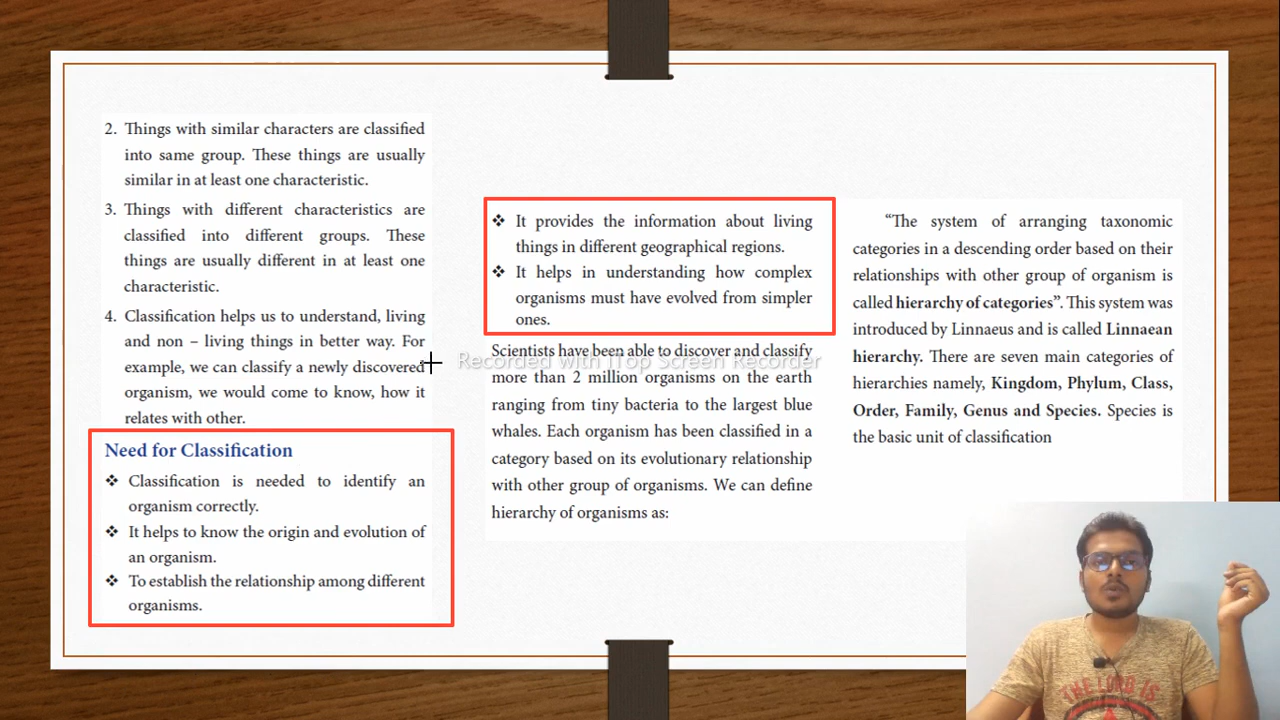 2. Things with similar characters are classified
into same group. These things are usually
similar in at least one characteristic.
3. Things with different characteristics are
classified into different groups. These
things are usually different in at least one
characteristic.
4. Classification helps us to understand, living
and non – living things in better way. For
example, we can classify a newly discovered
organism, we would come to know, how it
relates with other.
Need for Classification
❖ Classification is needed to identify an
organism correctly.
❖ It helps to know the origin and evolution of
an organism.
❖ To establish the relationship among different
organisms.
❖ It provides the information about living
things in different geographical regions.
❖ It helps in understanding how complex
organisms must have evolved from simpler
ones.
Scientists have been able to discover and classify
Recorded with iTop Screen Recorder
more than 2 million organisms on the earth
ranging from tiny bacteria to the largest blue
whales. Each organism has been classified in a
category based on its evolutionary relationship
with other group of organisms. We can define
hierarchy of organisms as:
“The system of arranging taxonomic
categories in a descending order based on their
relationships with other group of organism is
called hierarchy of categories”. This system was
introduced by Linnaeus and is called Linnaean
hierarchy. There are seven main categories of
hierarchies namely, Kingdom, Phylum, Class,
Order, Family, Genus and Species. Species is
the basic unit of classification
THE LORD IS